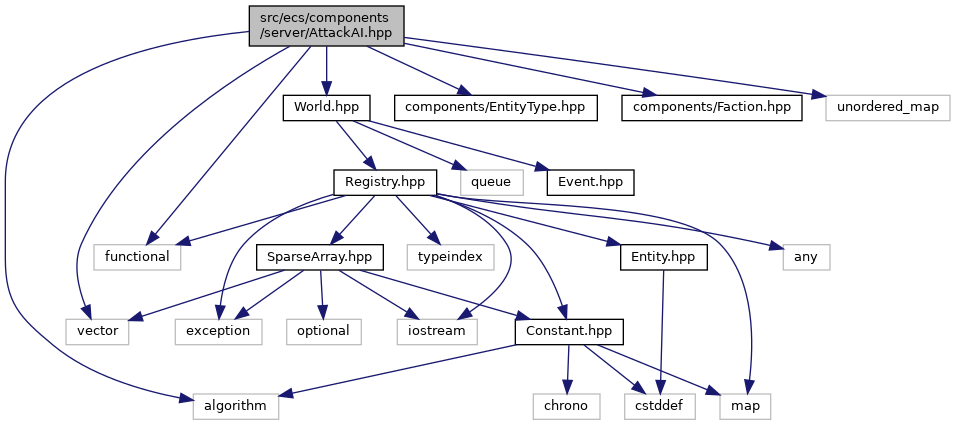 src/ecs/components
/server/AttackAI.hpp
World.hpp
components/EntityType.hpp
components/Faction.hpp
unordered_map
Registry.hpp
queue
Event.hpp
functional
SparseArray.hpp
typeindex
Entity.hpp
any
vector
exception
optional
iostream
Constant.hpp
algorithm
chrono
cstddef
map